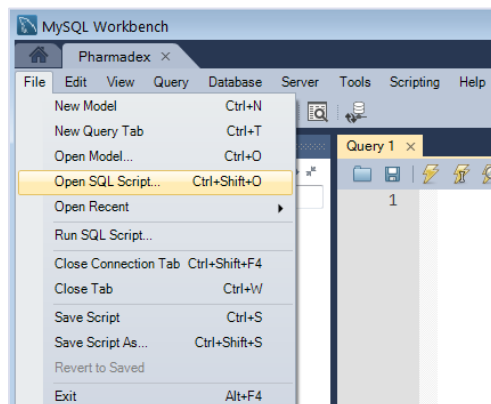 MySQL Workbench
Pharmadex ×
File Edit View Query Database Server Tools Scripting Help
New Model Ctrl+N
New Query Tab Ctrl+T
Open Model... Ctrl+O
Open SQL Script... Ctrl+Shift+O
Open Recent
Run SQL Script...
Close Connection Tab Ctrl+Shift+F4
Close Tab Ctrl+W
Save Script Ctrl+S
Save Script As... Ctrl+Shift+S
Revert to Saved
Exit Alt+F4
Query 1 ×
1